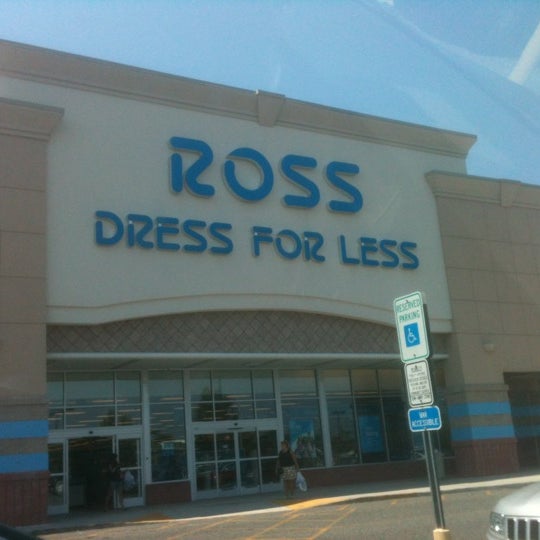 ROSS
DRESS FOR LESS
RESERVED
PARKING
VAN
ACCESSIBLE